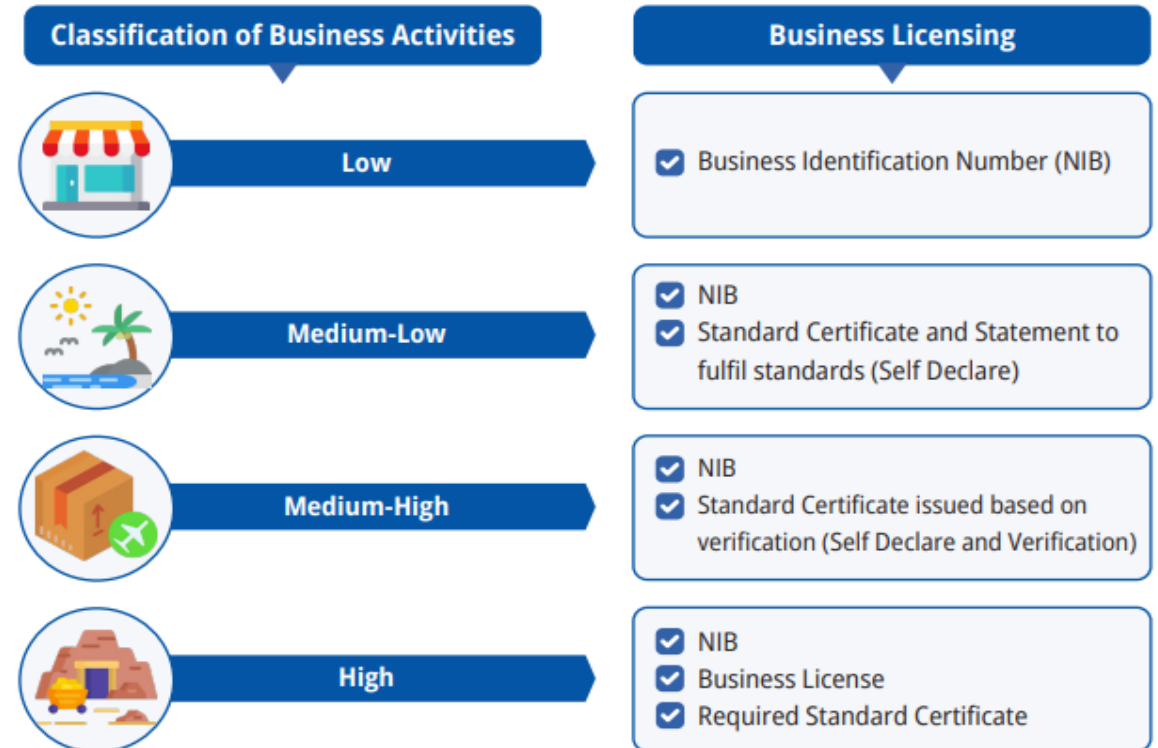 Classification of Business Activities
Business Licensing
Low
Business Identification Number (NIB)
Medium-Low
NIB
Standard Certificate and Statement to
fulfil standards (Self Declare)
Medium-High
NIB
Standard Certificate issued based on
verification (Self Declare and Verification)
High
NIB
Business License
Required Standard Certificate